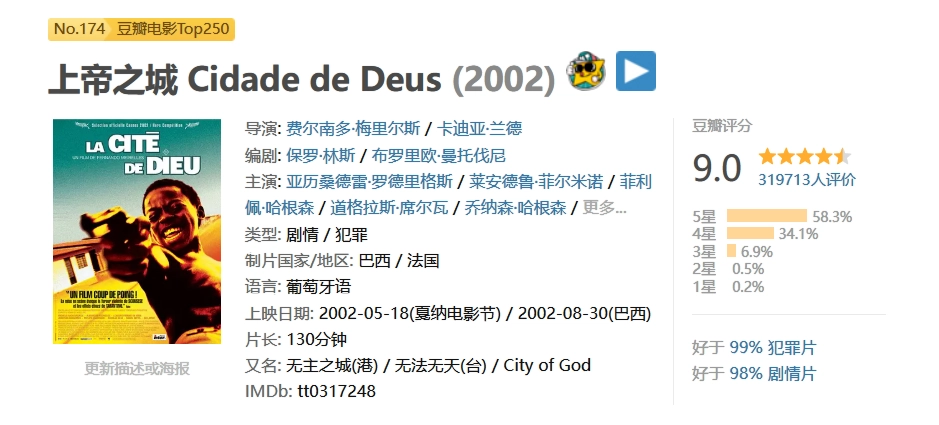 No.174 豆瓣电影Top250
上帝之城 Cidade de Deus (2002)
LA CITÉ
DE DIEU
"UN FILM COUP DE POING !"
更新描述或海报
导演: 费尔南多·梅里尔斯 / 卡迪亚·兰德
编剧: 保罗·林斯 / 布罗里欧·曼托伐尼
主演: 亚历桑德雷·罗德里格斯 / 莱安德鲁·菲尔米诺 / 菲利
佩·哈根森 / 道格拉斯·席尔瓦 / 乔纳森·哈根森 / 更多...
类型: 剧情 / 犯罪
制片国家/地区: 巴西 / 法国
语言: 葡萄牙语
上映日期: 2002-05-18(戛纳电影节) / 2002-08-30(巴西)
片长: 130分钟
又名: 无主之城(港) / 无法无天(台) / City of God
IMDb: tt0317248
豆瓣评分
9.0
319713人评价
5星 58.3%
4星 34.1%
3星 6.9%
2星 0.5%
1星 0.2%
好于 99% 犯罪片
好于 98% 剧情片